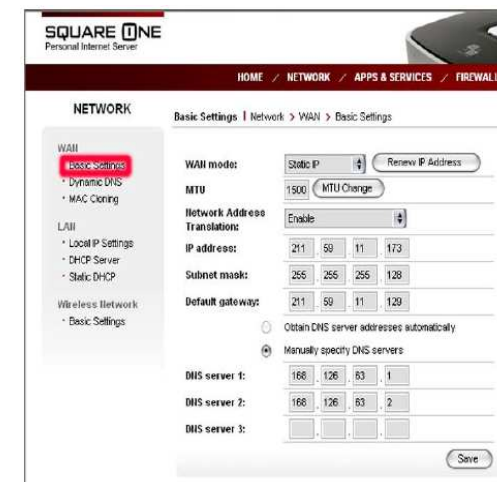 SQUARE ONE
Personal Internet Server
HOME / NETWORK / APPS & SERVICES / FIREWALL
NETWORK
WAN
· Basic Settings
· Dynamic DNS
· MAC Cloning
LAN
· Local IP Settings
· DHCP Server
· Static DHCP
Wireless Network
· Basic Settings
Basic Settings | Network > WAN > Basic Settings
WAN mode: Static IP Renew IP Address
MTU 1500 MTU Change
Network Address Translation: Enable
IP address: 211 . 59 . 11 . 173
Subnet mask: 255 . 255 . 255 . 128
Default gateway: 211 . 59 . 11 . 129
Obtain DNS server addresses automatically
Manually specify DNS servers
DNS server 1: 168 . 126 . 63 . 1
DNS server 2: 168 . 126 . 63 . 2
DNS server 3: . . .
Save